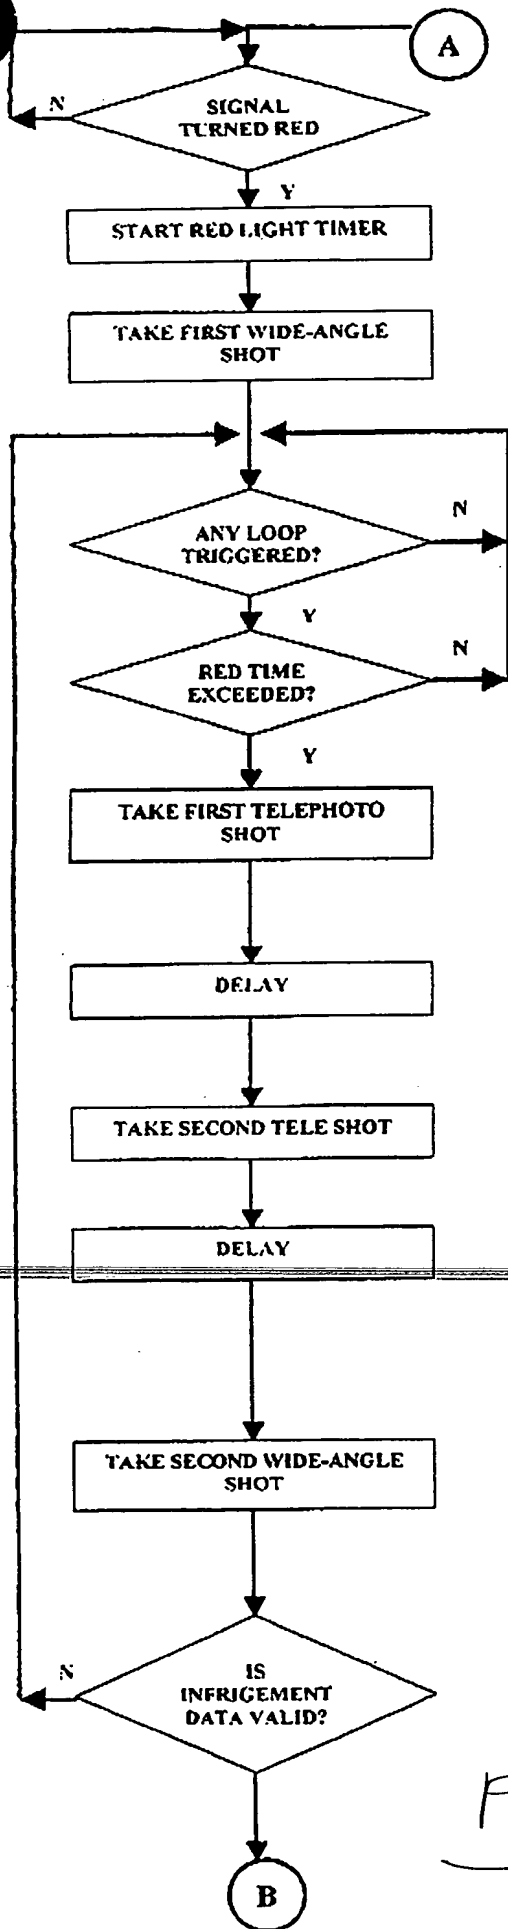 A
SIGNAL
TURNED RED
N
Y
START RED LIGHT TIMER
TAKE FIRST WIDE-ANGLE
SHOT
ANY LOOP
TRIGGERED?
N
Y
RED TIME
EXCEEDED?
N
Y
TAKE FIRST TELEPHOTO
SHOT
DELAY
TAKE SECOND TELE SHOT
DELAY
TAKE SECOND WIDE-ANGLE
SHOT
N
IS
INFRIGEMENT
DATA VALID?
B